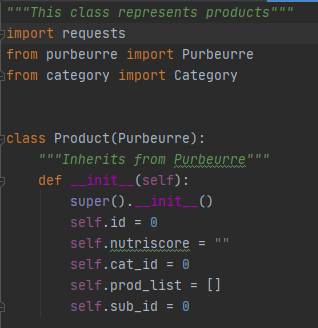 """This class represents products"""
import requests
from purbeurre import Purbeurre
from category import Category
class Product(Purbeurre):
"""Inherits from Purbeurre"""
def __init__(self):
super().__init__()
self.id = 0
self.nutriscore = ""
self.cat_id = 0
self.prod_list = []
self.sub_id = 0